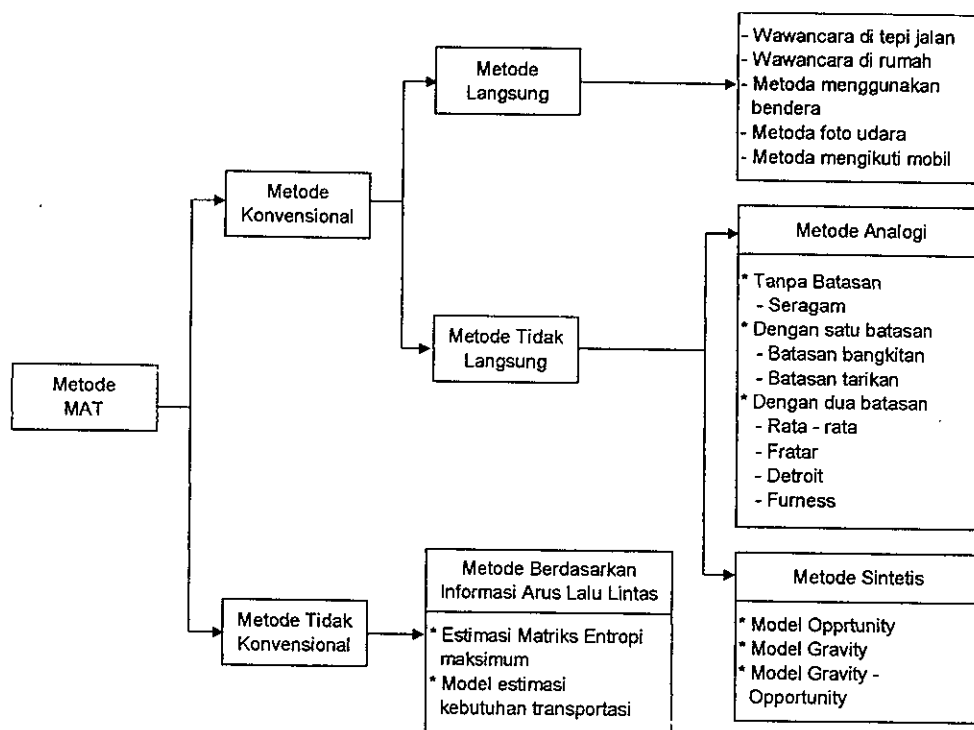 Metode
MAT
Metode
Konvensional
Metode
Langsung
- Wawancara di tepi jalan
- Wawancara di rumah
- Metoda menggunakan
bendera
- Metoda foto udara
- Metoda mengikuti mobil
Metode Tidak
Langsung
Metode Analogi
* Tanpa Batasan
- Seragam
* Dengan satu batasan
- Batasan bangkitan
- Batasan tarikan
* Dengan dua batasan
- Rata - rata
- Fratar
- Detroit
- Furness
Metode Sintetis
* Model Opprtunity
* Model Gravity
* Model Gravity -
Opportunity
Metode Tidak
Konvensional
Metode Berdasarkan
Informasi Arus Lalu Lintas
* Estimasi Matriks Entropi
maksimum
* Model estimasi
kebutuhan transportasi